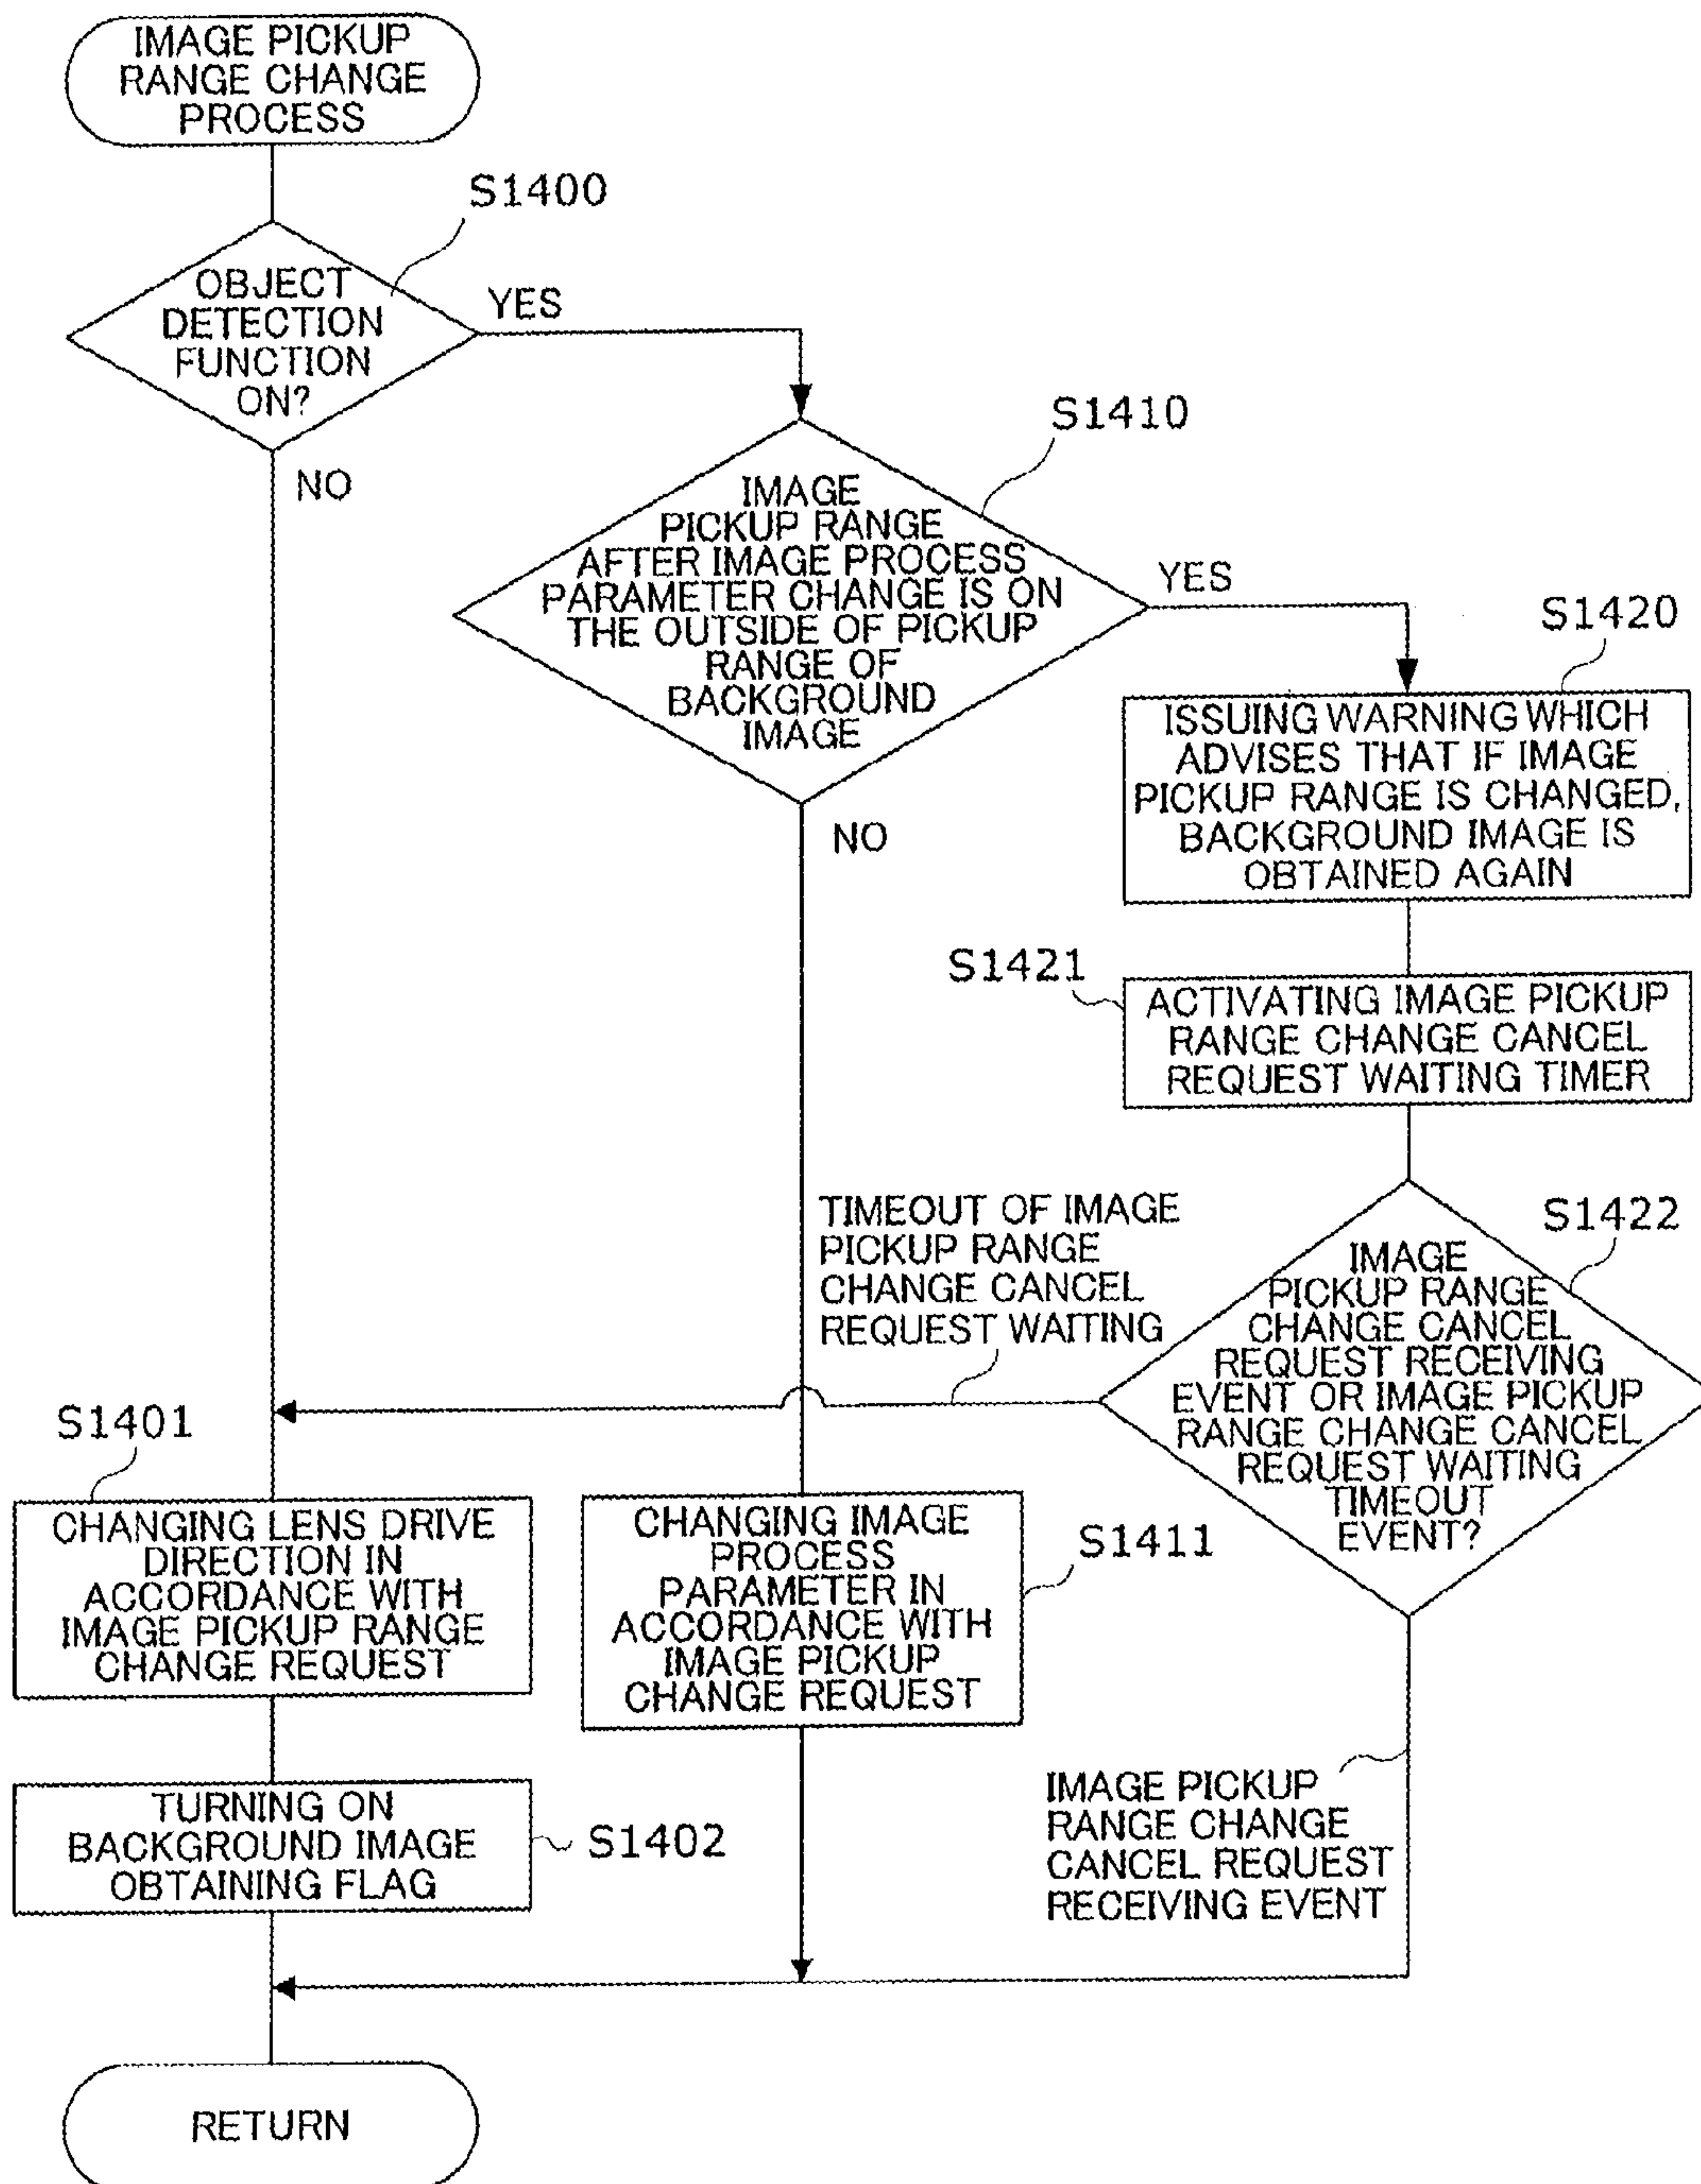 IMAGE PICKUP
RANGE CHANGE
PROCESS
S1400
OBJECT
DETECTION
FUNCTION
ON?
YES
NO
S1410
IMAGE
PICKUP RANGE
AFTER IMAGE PROCESS
PARAMETER CHANGE IS ON
THE OUTSIDE OF PICKUP
RANGE OF
BACKGROUND
IMAGE
YES
NO
S1420
ISSUING WARNING WHICH
ADVISES THAT IF IMAGE
PICKUP RANGE IS CHANGED,
BACKGROUND IMAGE IS
OBTAINED AGAIN
S1421
ACTIVATING IMAGE PICKUP
RANGE CHANGE CANCEL
REQUEST WAITING TIMER
TIMEOUT OF IMAGE
PICKUP RANGE
CHANGE CANCEL
REQUEST WAITING
S1422
IMAGE
PICKUP RANGE
CHANGE CANCEL
REQUEST RECEIVING
EVENT OR IMAGE PICKUP
RANGE CHANGE CANCEL
REQUEST WAITING
TIMEOUT
EVENT?
S1401
CHANGING LENS DRIVE
DIRECTION IN
ACCORDANCE WITH
IMAGE PICKUP RANGE
CHANGE REQUEST
CHANGING IMAGE
PROCESS
PARAMETER IN
ACCORDANCE WITH
IMAGE PICKUP
CHANGE REQUEST
S1411
TURNING ON
BACKGROUND IMAGE
OBTAINING FLAG
S1402
IMAGE PICKUP
RANGE CHANGE
CANCEL REQUEST
RECEIVING EVENT
RETURN